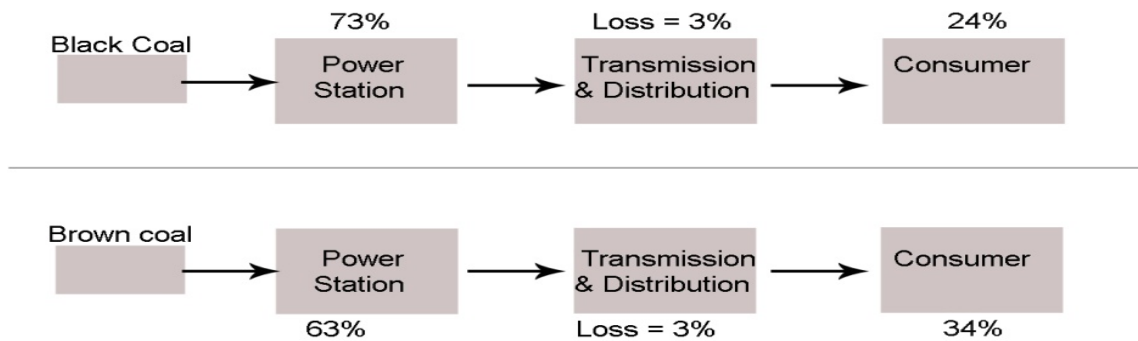 73%
Loss = 3%
24%
Black Coal
Power
Station
Transmission
& Distribution
Consumer
Brown coal
Power
Station
Transmission
& Distribution
Consumer
63%
Loss = 3%
34%